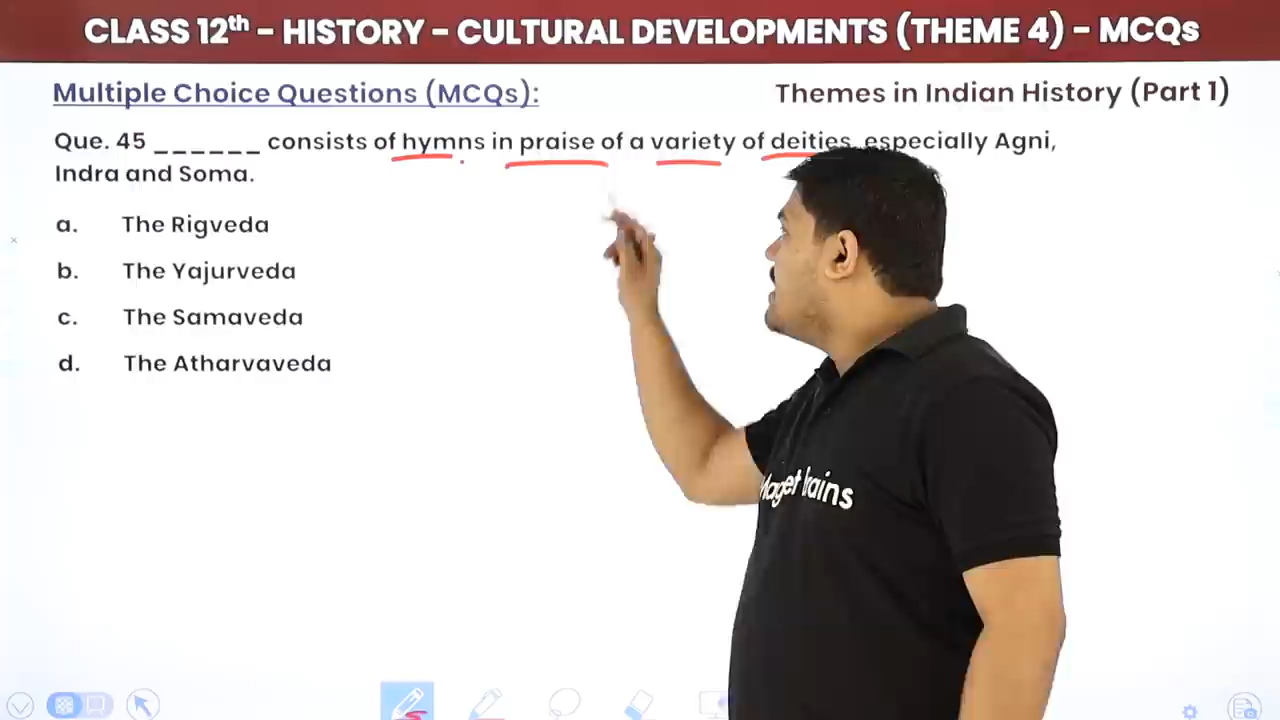 CLASS 12th – HISTORY – CULTURAL DEVELOPMENTS (THEME 4) – MCQs
Multiple Choice Questions (MCQs): Themes in Indian History (Part 1)
Que. 45 ______ consists of hymns in praise of a variety of deities, especially Agni,
Indra and Soma.
a. The Rigveda
b. The Yajurveda
c. The Samaveda
d. The Atharvaveda